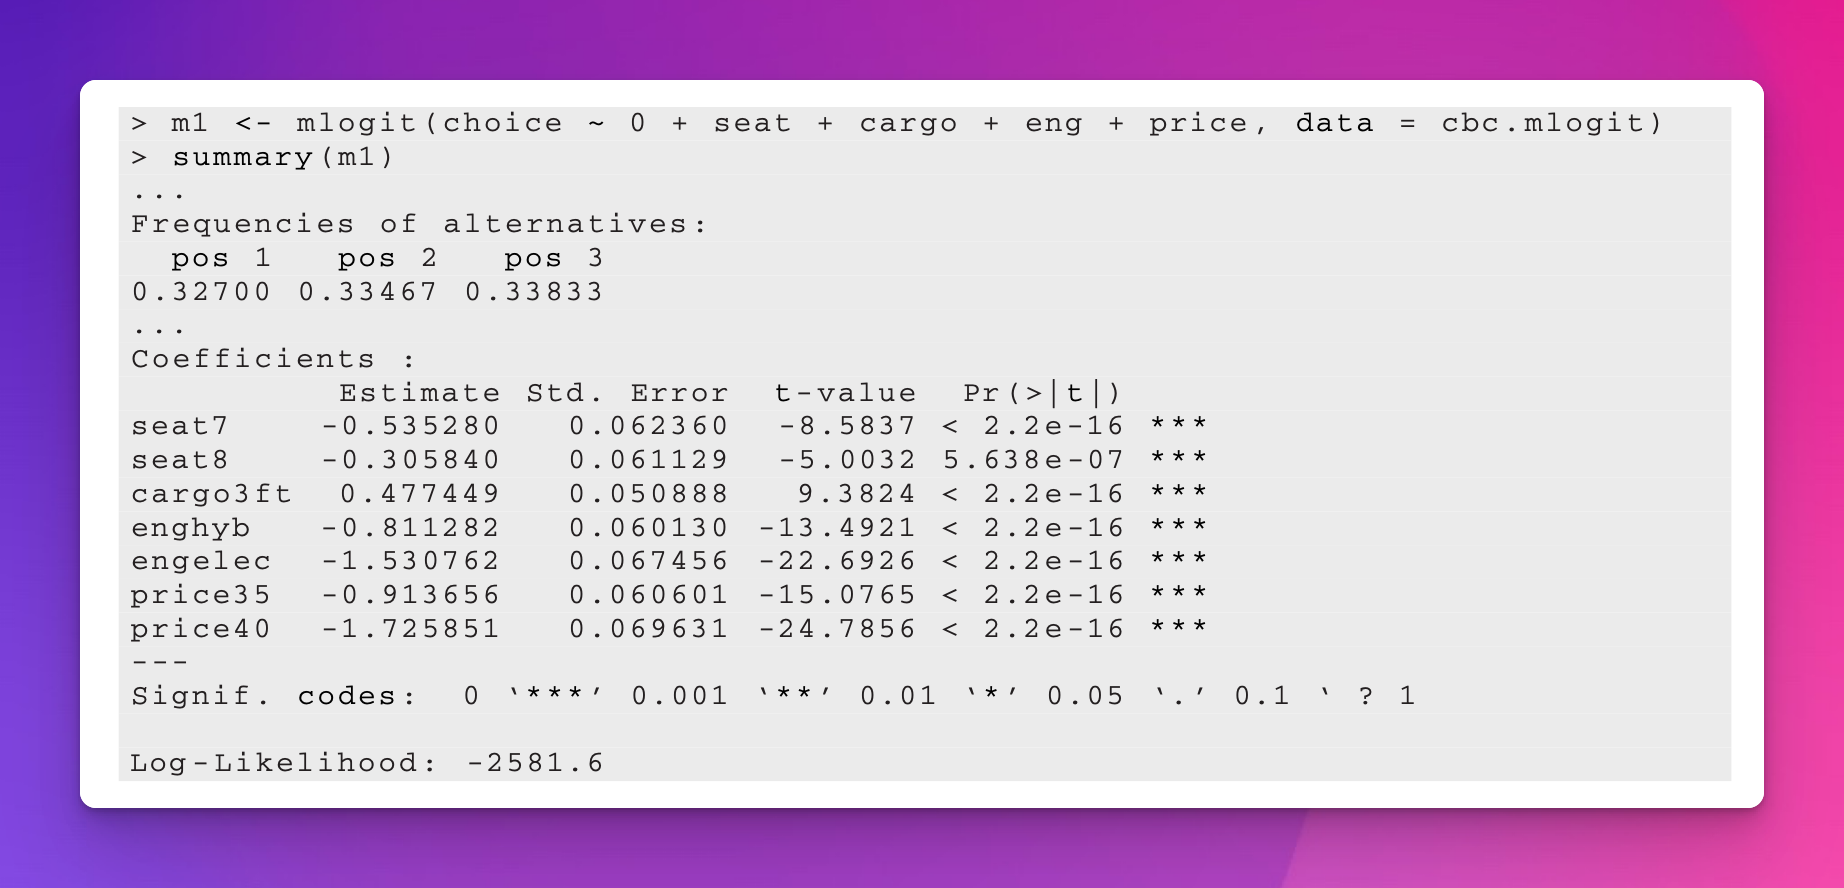 > m1 <- mlogit(choice ~ 0 + seat + cargo + eng + price, data = cbc.mlogit)
> summary(m1)
...
Frequencies of alternatives:
  pos 1   pos 2   pos 3
0.32700 0.33467 0.33833
...
Coefficients :
          Estimate Std. Error  t-value  Pr(>|t|)
seat7    -0.535280   0.062360  -8.5837 < 2.2e-16 ***
seat8    -0.305840   0.061129  -5.0032 5.638e-07 ***
cargo3ft  0.477449   0.050888   9.3824 < 2.2e-16 ***
enghyb   -0.811282   0.060130 -13.4921 < 2.2e-16 ***
engelec  -1.530762   0.067456 -22.6926 < 2.2e-16 ***
price35  -0.913656   0.060601 -15.0765 < 2.2e-16 ***
price40  -1.725851   0.069631 -24.7856 < 2.2e-16 ***
---
Signif. codes:  0 ‘***’ 0.001 ‘**’ 0.01 ‘*’ 0.05 ‘.’ 0.1 ‘ ? 1
Log-Likelihood: -2581.6